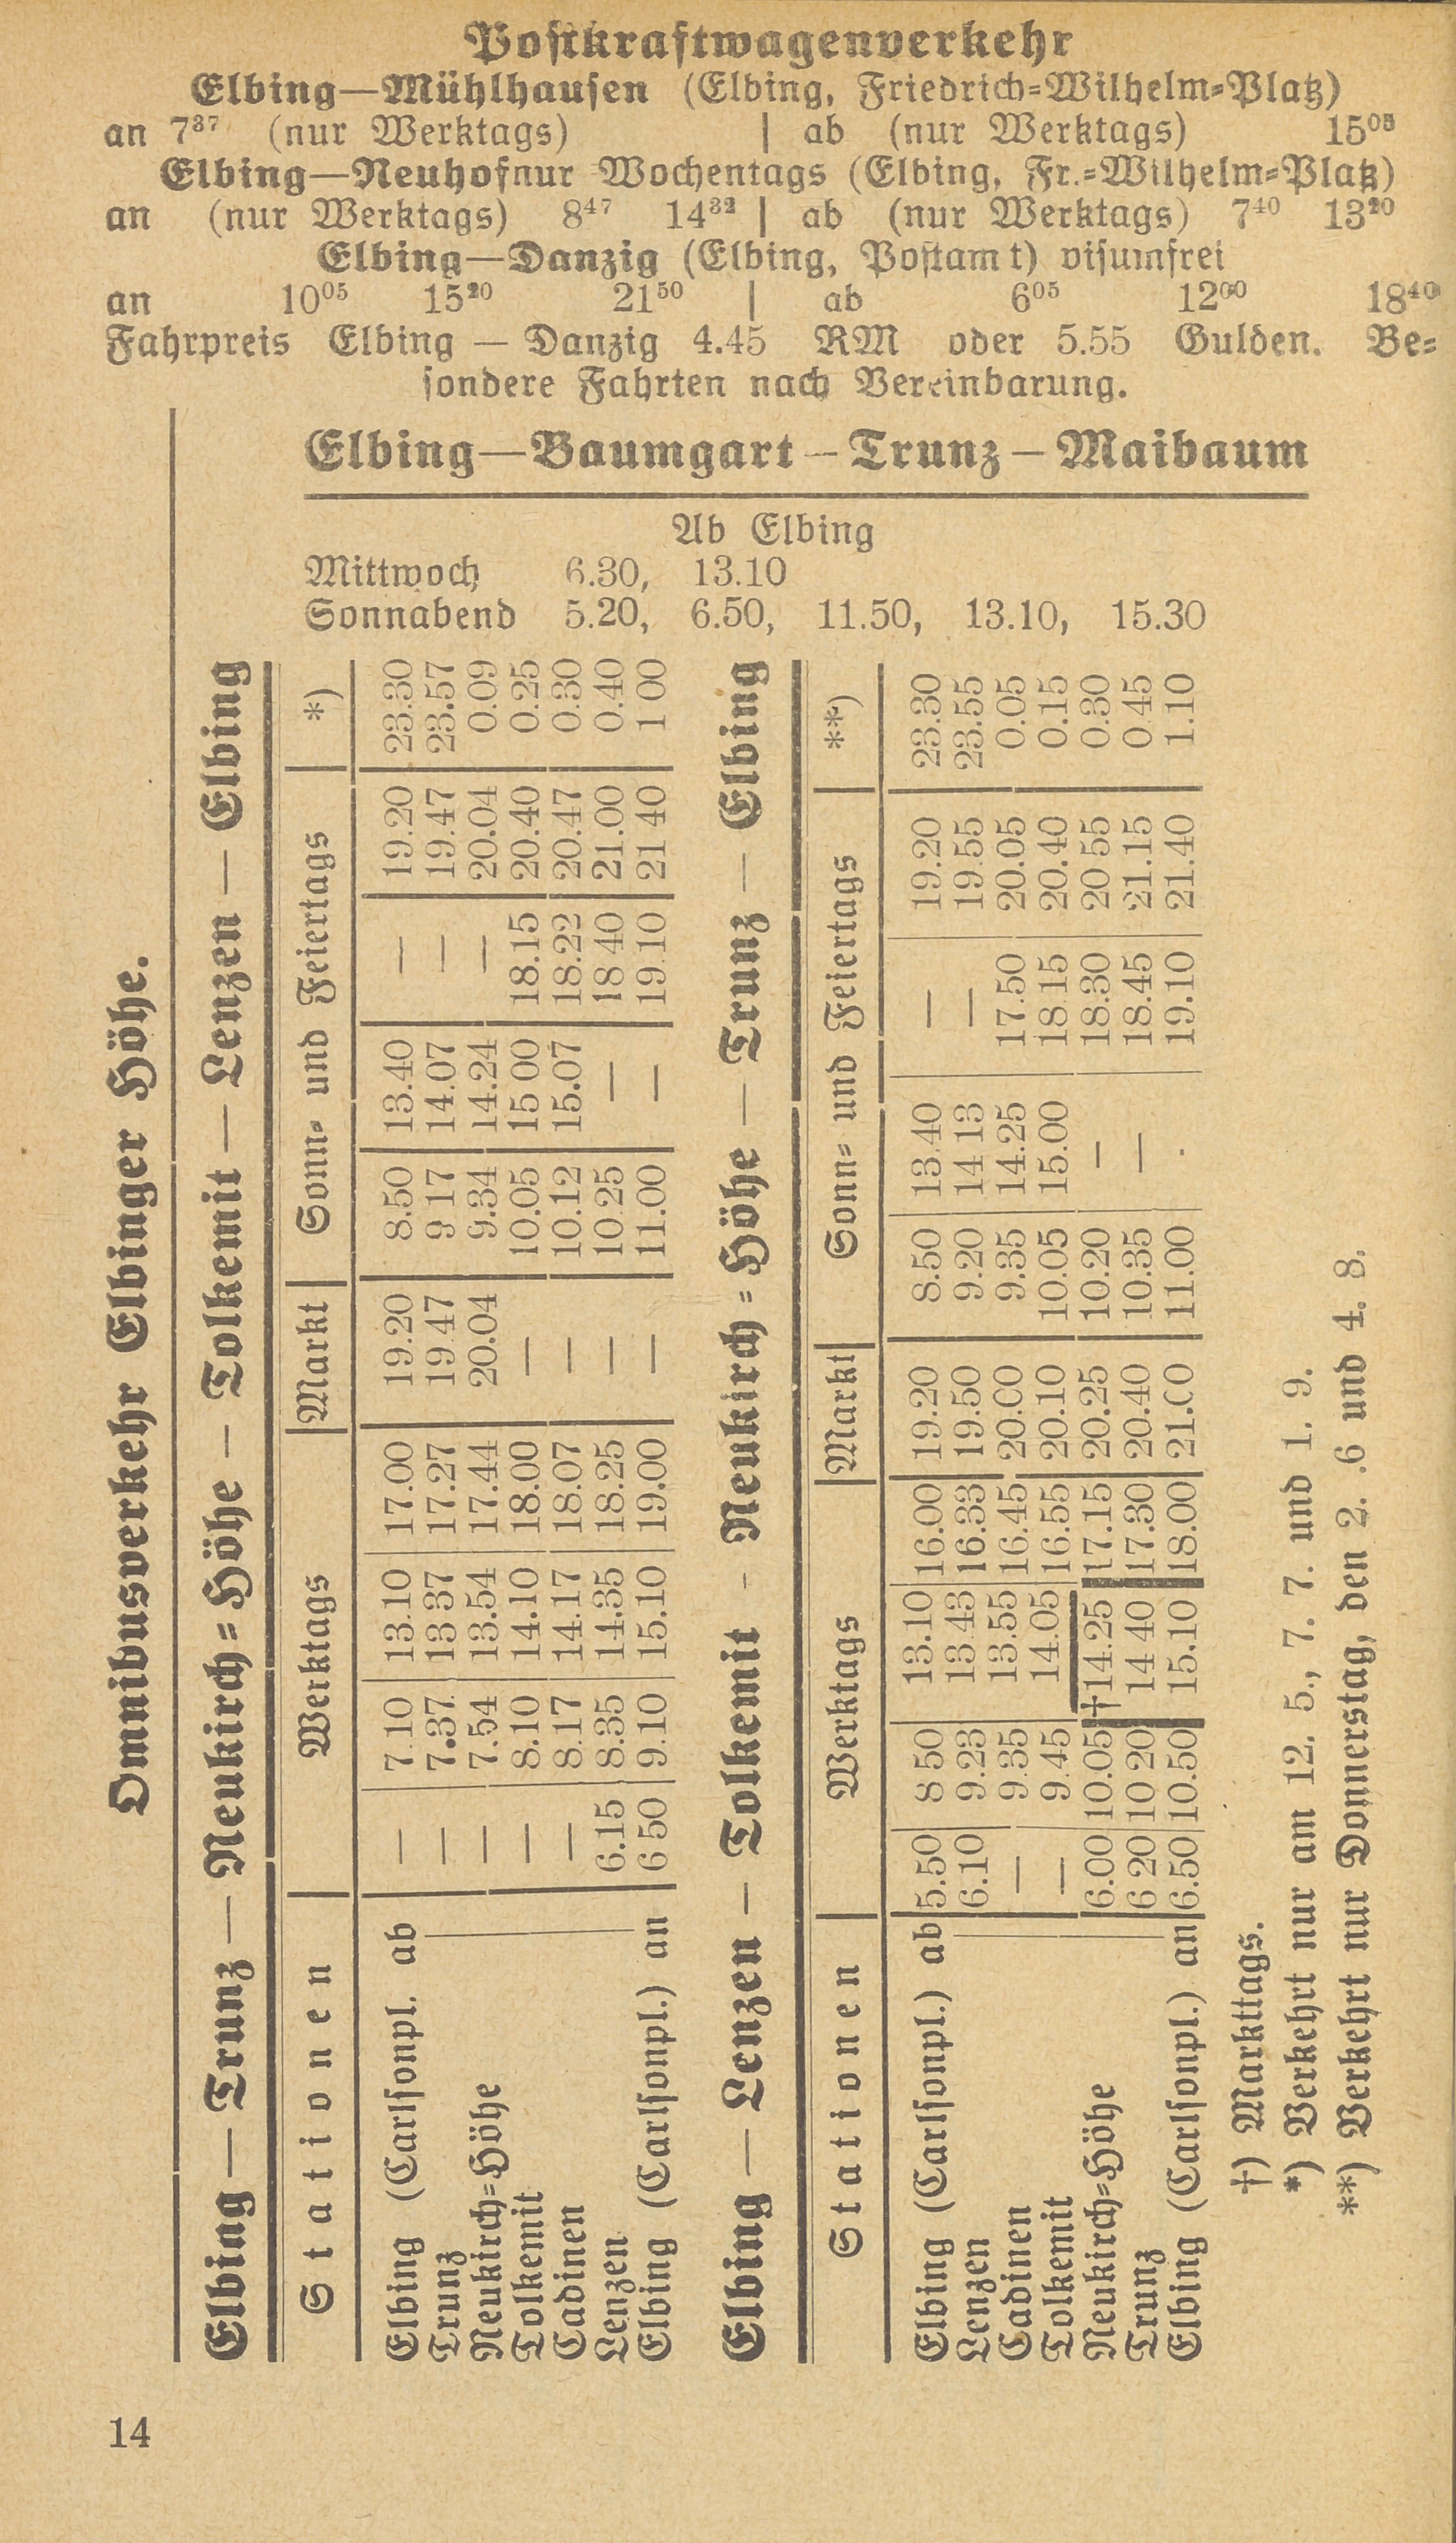 Postkraftwagenverkehr
Elbing—Mühlhausen (Elbing, Friedrich-Wilhelm-Platz)
an 7³⁷ (nur Werktags) | ab (nur Werktags) 15⁰⁵
Elbing—Neuhof nur Wochentags (Elbing, Fr.-Wilhelm-Platz)
an (nur Werktags) 8⁴⁷ 14³² | ab (nur Werktags) 7⁴⁰ 13²⁰
Elbing—Danzig (Elbing, Postamt) visumfrei
an 10⁰⁵ 15²⁰ 21⁵⁰ | ab 6⁰⁵ 12⁰⁰ 18⁴⁰
Fahrpreis Elbing — Danzig 4.45 RM oder 5.55 Gulden. Be-
sondere Fahrten nach Vereinbarung.
Elbing—Baumgart—Trunz—Maibaum
Ab Elbing
Mittwoch 6.30, 13.10
Sonnabend 5.20, 6.50, 11.50, 13.10, 15.30
Omnibusverkehr Elbinger Höhe.
Elbing — Trunz — Neukirch-Höhe — Tolkemit — Lenzen — Elbing
Stationen | Werktags | Markt | Sonn- und Feiertags | *)
Elbing (Carlsonpl.) ab — 7.10 13.10 17.00 19.20 8.50 13.40 — 19.20 23.30
Trunz — 7.37 13 37 17.27 19.47 9 17 14.07 — 19.47 23.57
Neukirch-Höhe — 7.54 13.54 17.44 20.04 9.34 14.24 — 20.04 0.09
Tolkemit — 8.10 14.10 18.00 — 10.05 15 00 18.15 20.40 0.25
Cadinen — 8.17 14.17 18.07 — 10.12 15.07 18.22 20.47 0.30
Lenzen 6.15 8.35 14.35 18.25 — 10.25 — 18 40 21.00 0.40
Elbing (Carlsonpl.) an 6 50 9.10 15.10 19.00 — 11.00 — 19.10 21 40 1 00
Elbing — Lenzen — Tolkemit - Neukirch-Höhe — Trunz — Elbing
Stationen | Werktags | Markt | Sonn- und Feiertags | **)
Elbing (Carlsonpl.) ab 5.50 8 50 13.10 16.00 19.20 8.50 13.40 — 19.20 23.30
Lenzen 6.10 9.23 13.43 16.33 19.50 9.20 14 13 — 19.55 23.55
Cadinen — 9.35 13.55 16.45 20.00 9.35 14.25 17.50 20.05 0.05
Tolkemit — 9.45 14.05 16.55 20.10 10.05 15.00 18 15 20.40 0.15
Neukirch-Höhe 6.00 10.05 †14.25 17.15 20.25 10.20 — 18.30 20 55 0.30
Trunz 6 20 10 20 14 40 17.30 20.40 10.35 — 18.45 21.15 0 45
Elbing (Carlsonpl.) an 6.50 10.50 15.10 18.00 21.00 11.00 . 19.10 21.40 1.10
†) Markttags.
*) Verkehrt nur am 12. 5., 7. 7. und 1. 9.
**) Verkehrt nur Donnerstag, den 2. .6 und 4. 8.
14